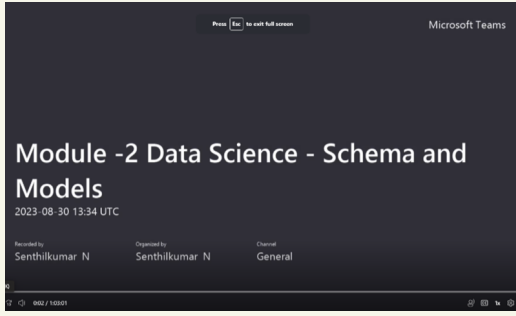 Press Esc to exit full screen
Microsoft Teams
Module -2 Data Science - Schema and
Models
2023-08-30 13:34 UTC
Recorded by
Senthilkumar N
Organized by
Senthilkumar N
Channel
General
0:02 / 1:03:01
1x